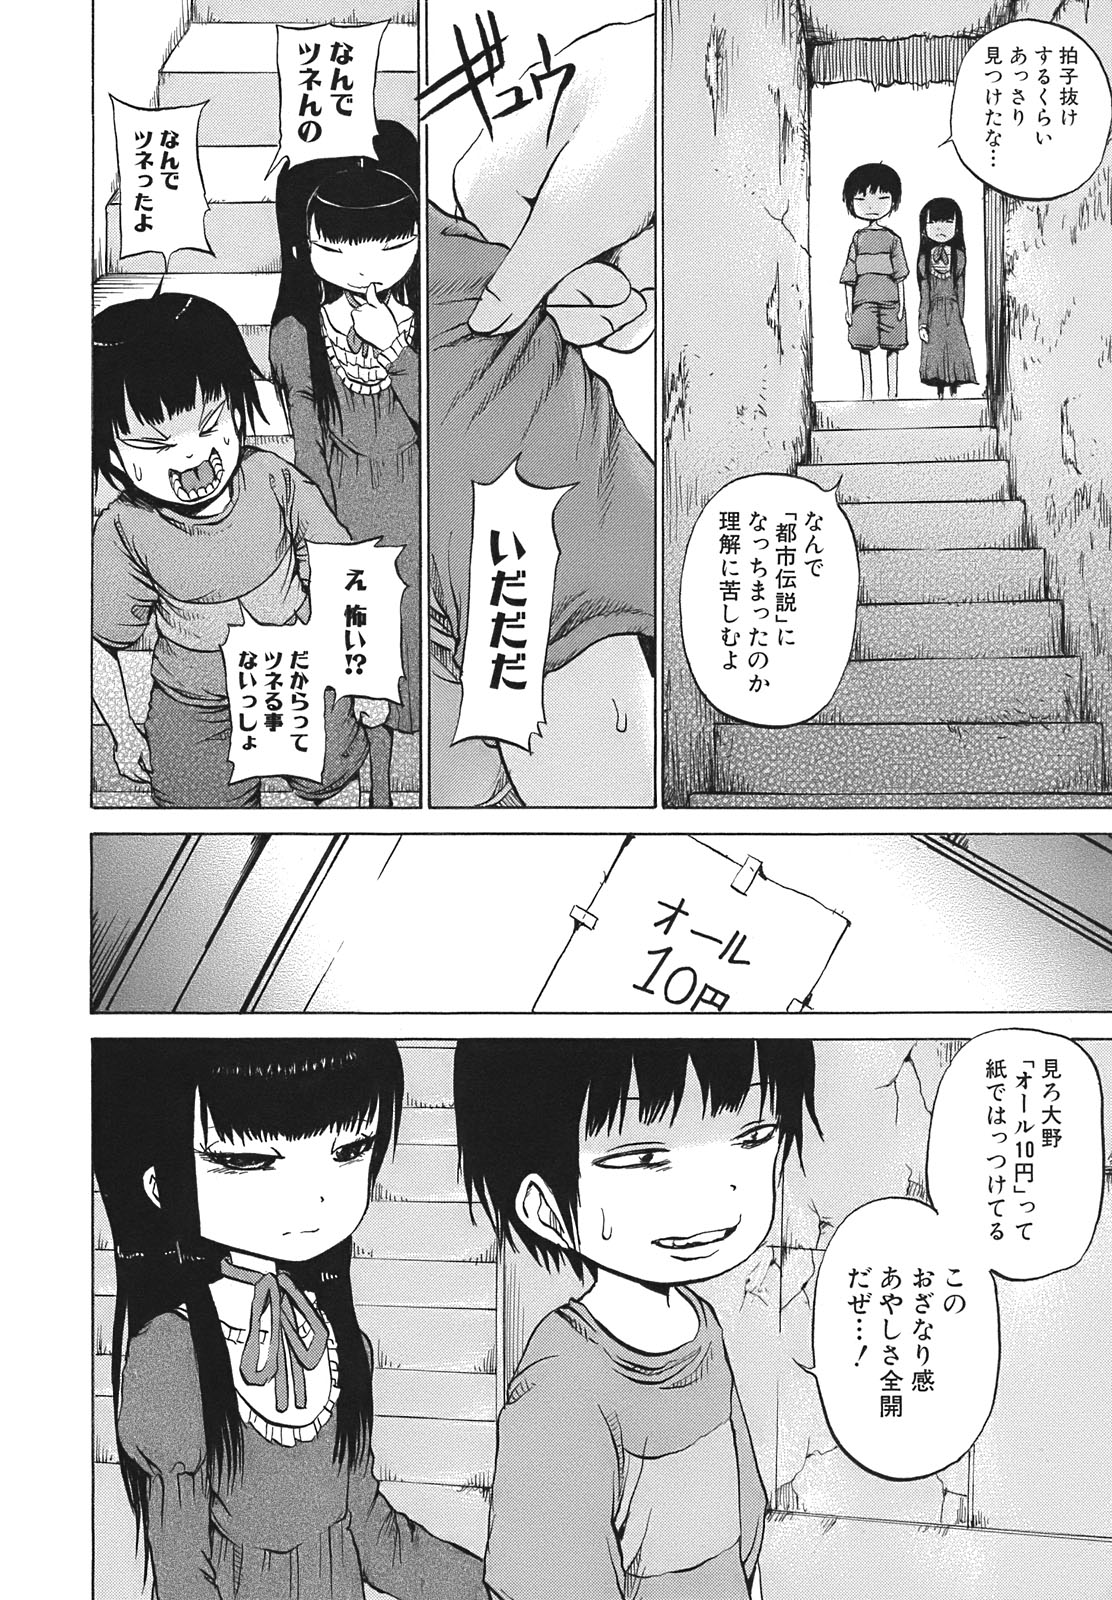 拍子抜け
するくらい
あっさり
見つけたな…
なんで
「都市伝説」に
なっちまったのか
理解に苦しむよ
ギュウ
いだだだ
なんで
ツネんの
なんで
ツネったよ
え 怖い!?
だからって
ツネる事
ないっしょ
オール
10円
見ろ大野
「オール10円」って
紙ではっつけてる
この
おざなり感
あやしさ全開
だぜ…！